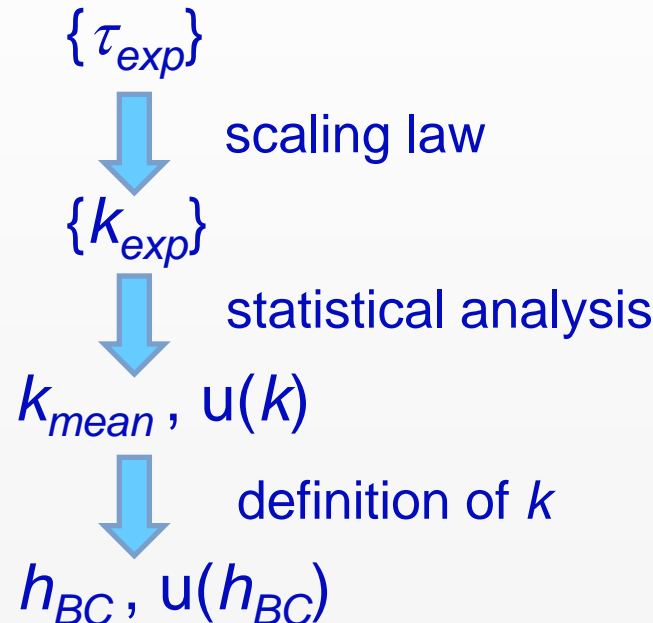 {τexp}
scaling law
{kexp}
statistical analysis
kmean , u(k)
definition of k
hBC , u(hBC)